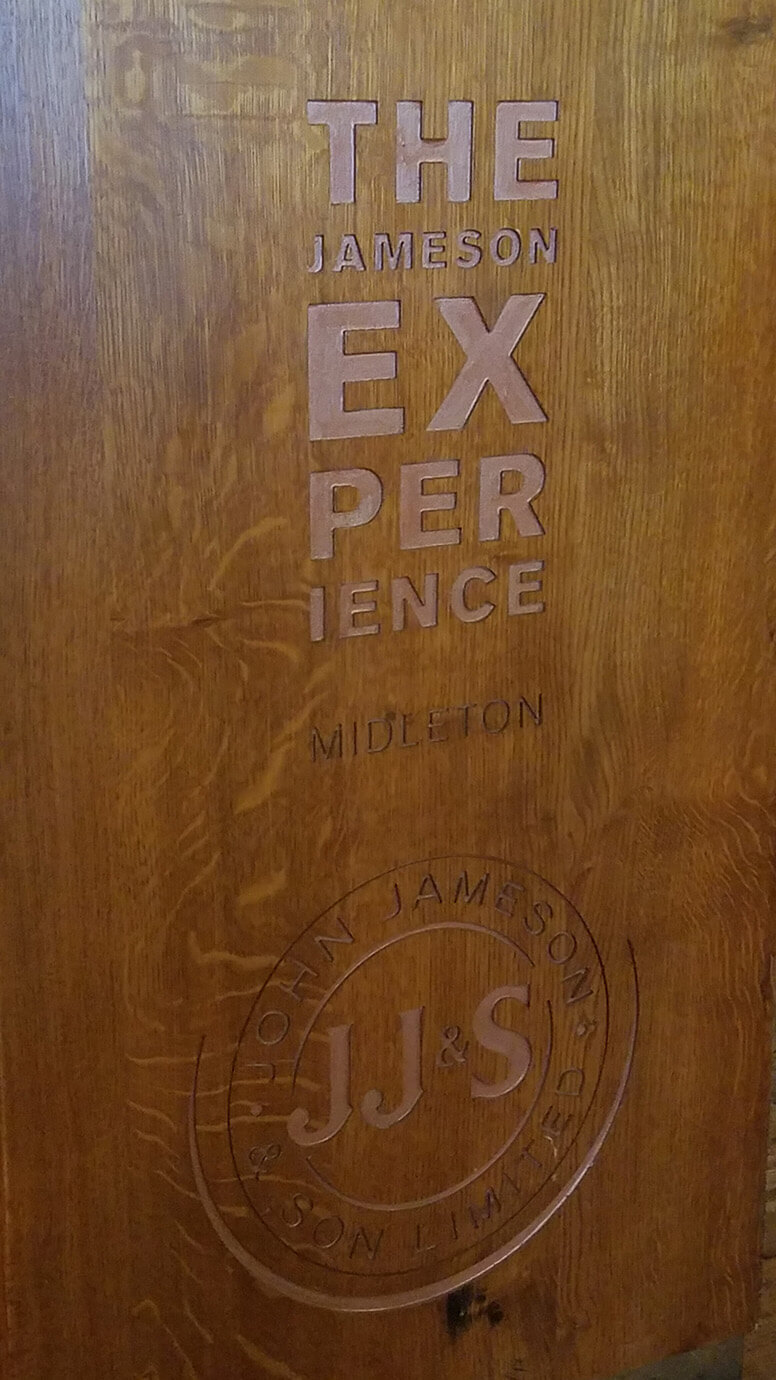 THE
JAMESON
EX
PER
IENCE
MIDLETON
JOHN JAMESON
JJ&S
& SON LIMITED